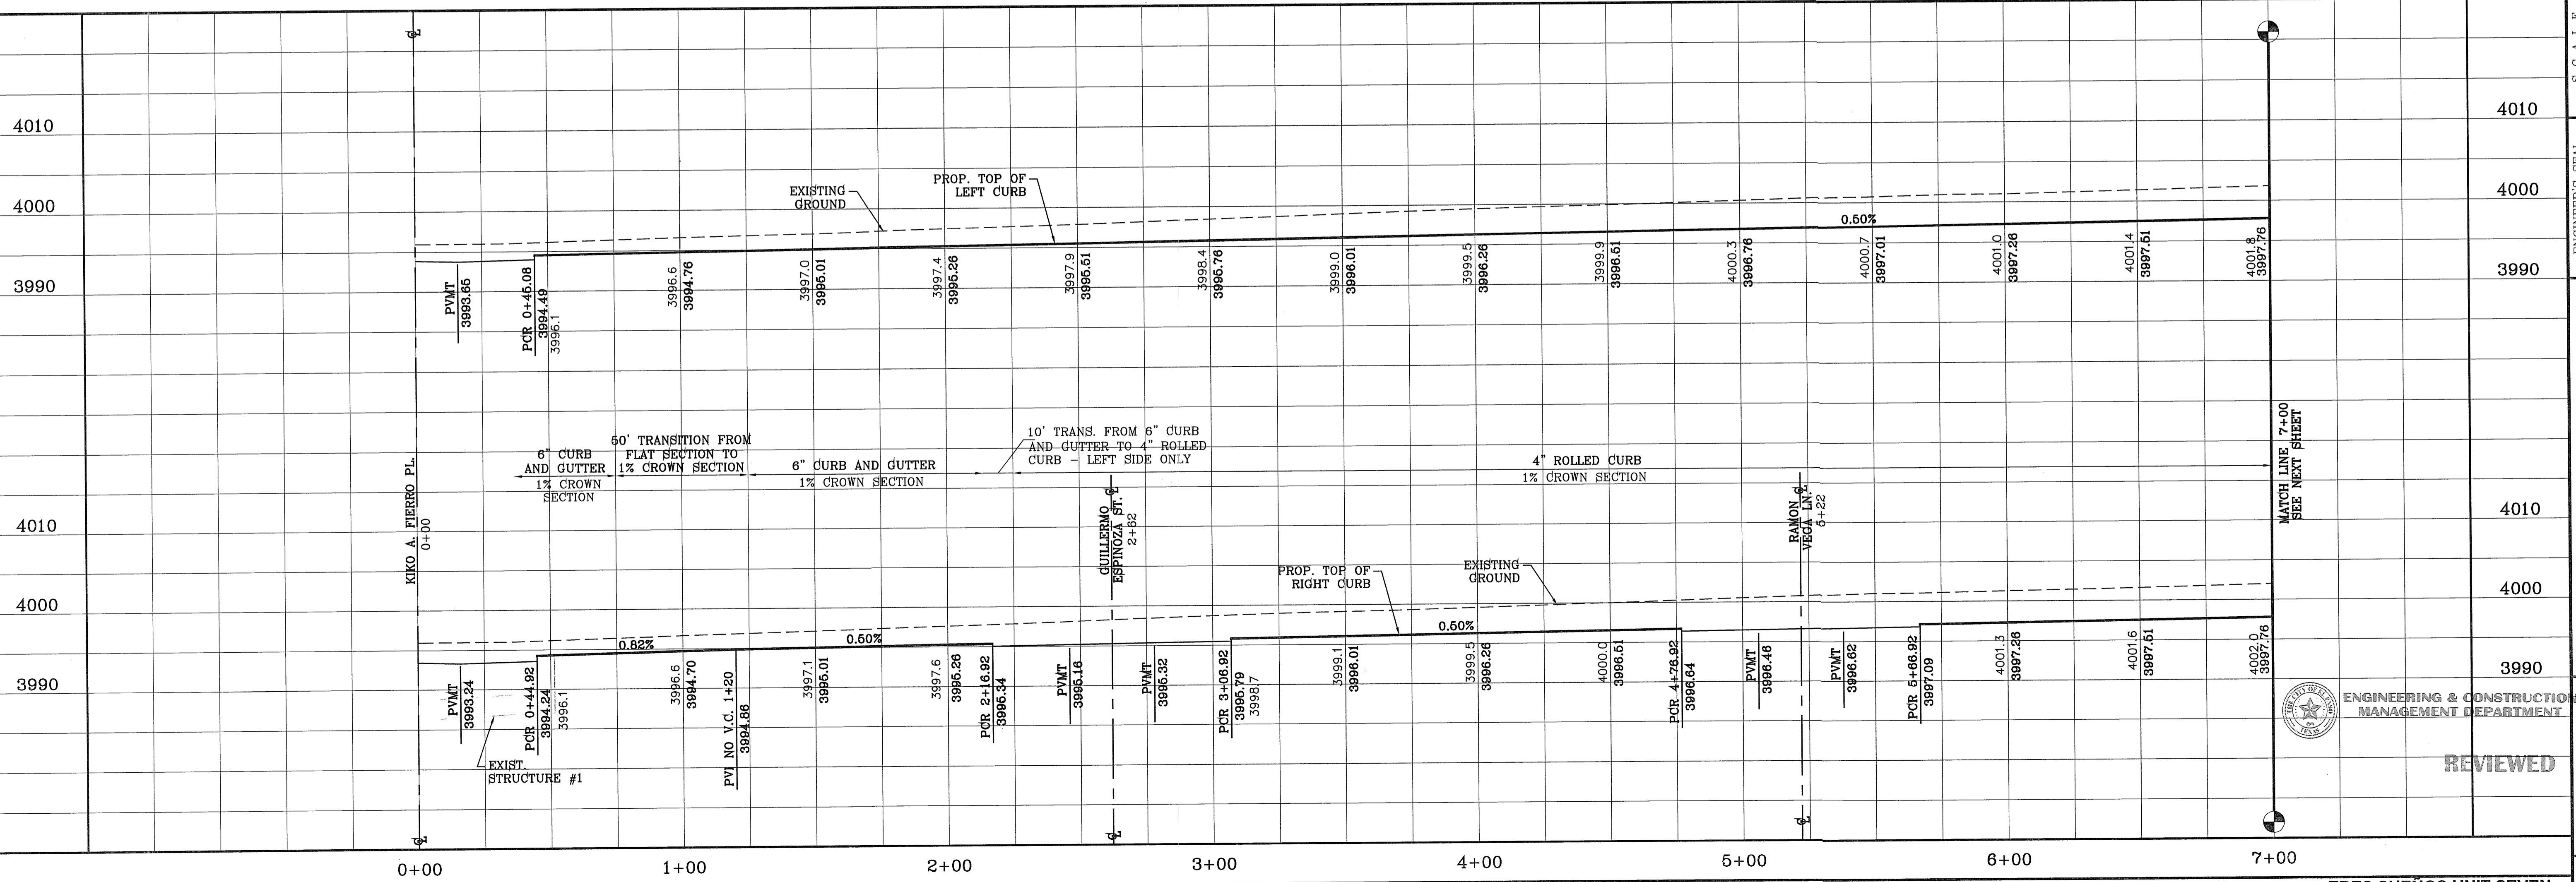 4010
4000
3990
EXISTING
GROUND
PROP. TOP OF
LEFT CURB
0.50%
PVMT
3993.65
PCR 0+45.08
3994.49
3996.1
3996.6
3994.76
3997.0
3995.01
3997.4
3995.26
3997.9
3995.51
3998.4
3995.76
3999.0
3996.01
3999.5
3996.26
3999.9
3996.51
4000.3
3996.76
4000.7
3997.01
4001.0
3997.26
4001.4
3997.51
4001.8
3997.76
4010
4000
3990
KIKO A. FIERRO PL.
0+00
6" CURB
AND GUTTER
1% CROWN
SECTION
50' TRANSITION FROM
FLAT SECTION TO
1% CROWN SECTION
6" CURB AND GUTTER
1% CROWN SECTION
10' TRANS. FROM 6" CURB
AND GUTTER TO 4" ROLLED
CURB - LEFT SIDE ONLY
GUILLERMO
ESPINOZA ST.
2+62
4" ROLLED CURB
1% CROWN SECTION
RAMON
VEGA LN.
5+22
MATCH LINE 7+00
SEE NEXT SHEET
4010
4000
3990
PROP. TOP OF
RIGHT CURB
EXISTING
GROUND
0.82%
0.50%
0.50%
PVMT
3993.24
EXIST.
STRUCTURE #1
PCR 0+44.92
3994.24
3996.1
3996.6
3994.70
PVI NO V.C. 1+20
3994.86
3997.1
3995.01
3997.6
3995.26
PCR 2+16.92
3995.34
PVMT
3995.16
PVMT
3995.32
PCR 3+06.92
3995.79
3998.7
3999.1
3996.01
3999.5
3996.26
4000.0
3996.51
PCR 4+76.92
3996.64
PVMT
3996.46
PVMT
3996.62
PCR 5+66.92
3997.09
4001.3
3997.26
4001.6
3997.51
4002.0
3997.76
4010
4000
3990
THE CITY OF EL PASO
TEXAS
ENGINEERING & CONSTRUCTION
MANAGEMENT DEPARTMENT
REVIEWED
0+00
1+00
2+00
3+00
4+00
5+00
6+00
7+00